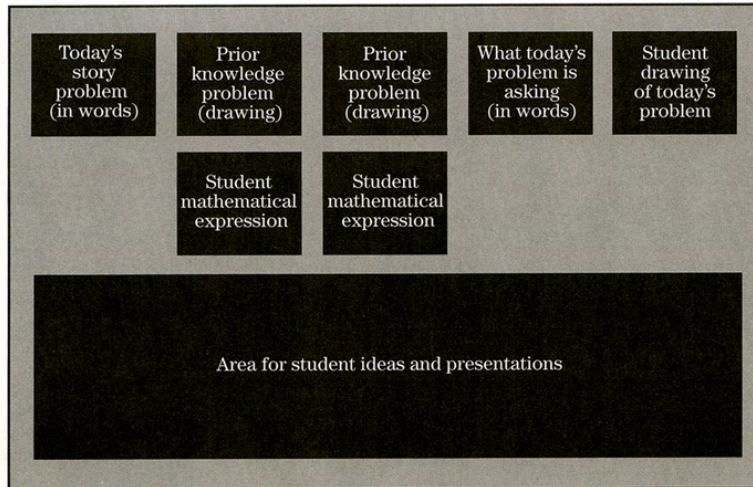 Today's
story
problem
(in words)
Prior
knowledge
problem
(drawing)
Prior
knowledge
problem
(drawing)
What today's
problem is
asking
(in words)
Student
drawing
of today's
problem
Student
mathematical
expression
Student
mathematical
expression
Area for student ideas and presentations